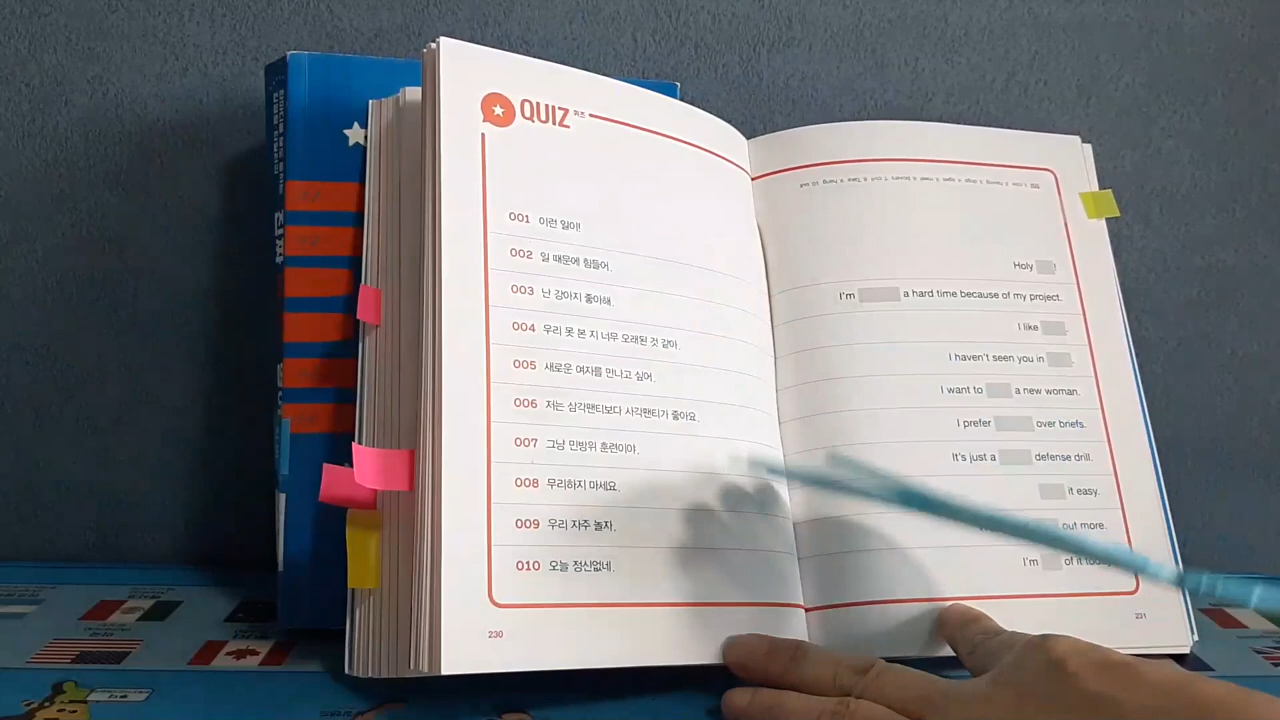 QUIZ 퀴즈
001 이런 일이!
002 일 때문에 힘들어.
003 난 강아지 좋아해.
004 우리 못 본 지 너무 오래된 것 같아.
005 새로운 여자를 만나고 싶어.
006 저는 삼각팬티보다 사각팬티가 좋아요.
007 그냥 민방위 훈련이야.
008 무리하지 마세요.
009 우리 자주 놀자.
010 오늘 정신없네.
230
Holy !
I'm a hard time because of my project.
I like .
I haven't seen you in .
I want to a new woman.
I prefer over briefs.
It's just a defense drill.
it easy.
out more.
I'm of it today
231
진짜